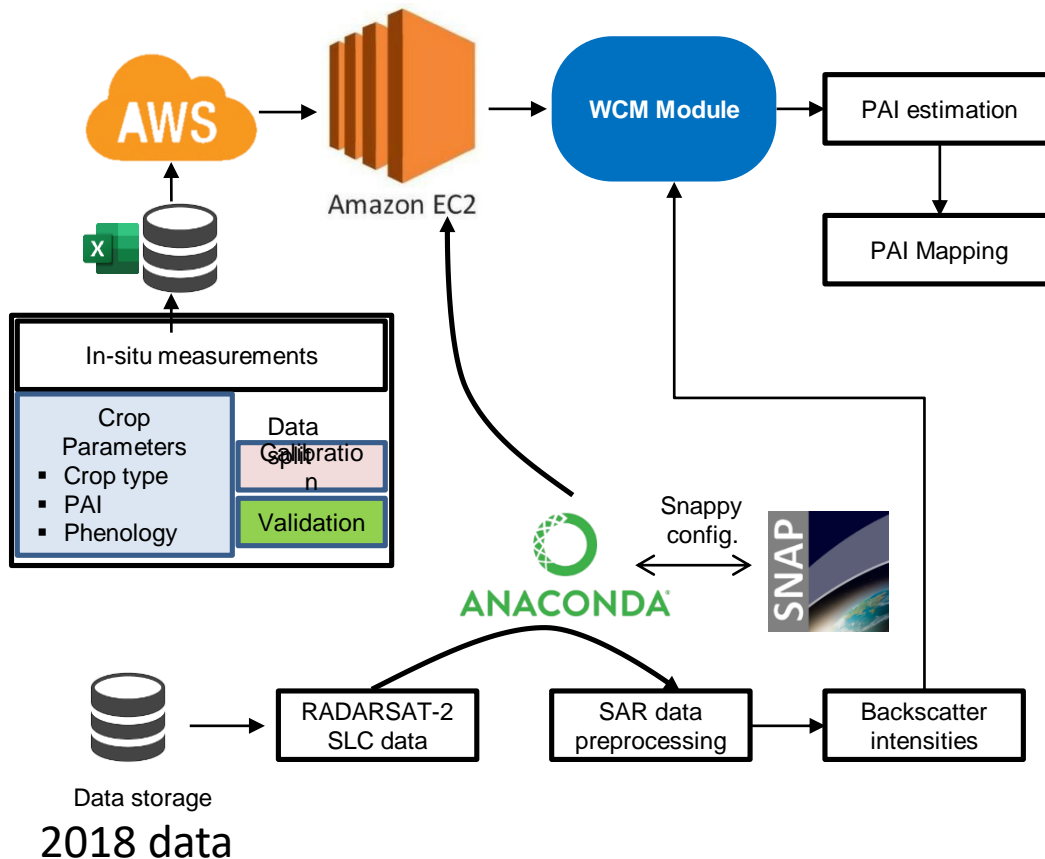 AWS
Amazon EC2
WCM Module
PAI estimation
PAI Mapping
X
In-situ measurements
Crop
Parameters
▪ Crop type
▪ PAI
▪ Phenology
Data
split
Calibratio
n
Validation
Snappy
config.
SNAP
ANACONDA
RADARSAT-2
SLC data
SAR data
preprocessing
Backscatter
intensities
Data storage
2018 data